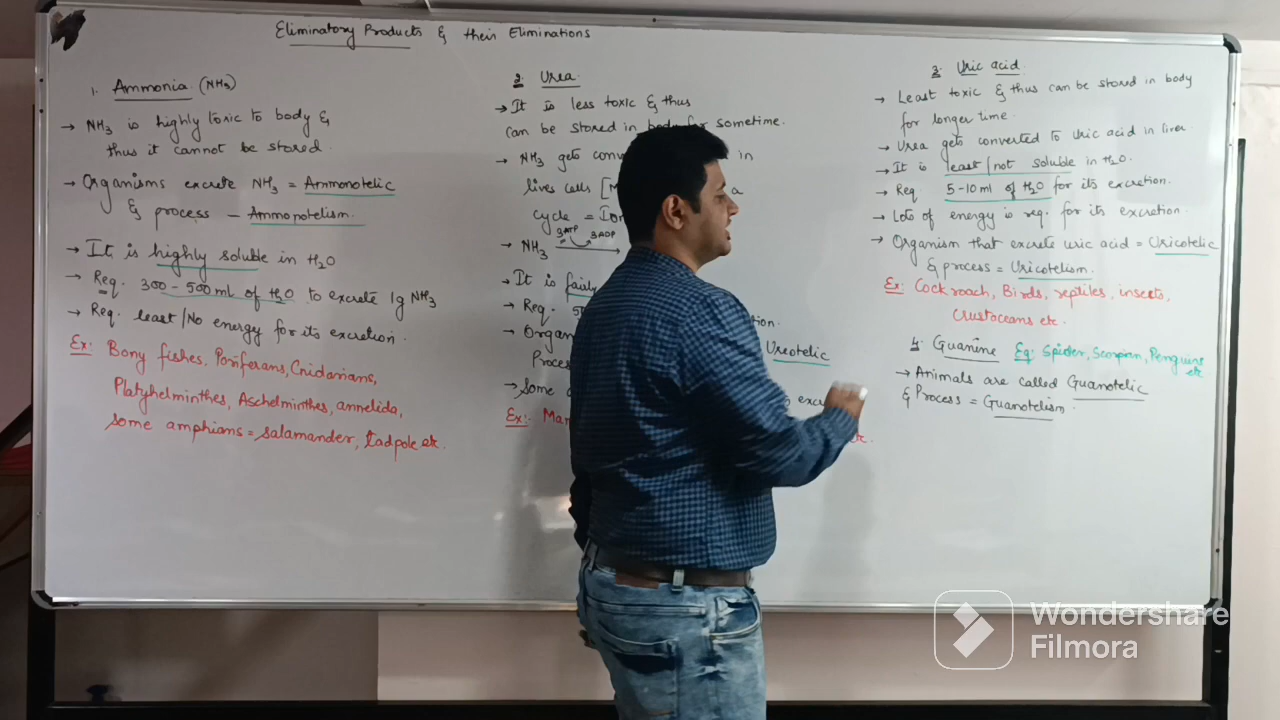 Eliminatory Products & their Eliminations
1. Ammonia (NH3)
→ NH3 is highly toxic to body &
thus it cannot be stored.
→ Organisms excrete NH3 = Ammonotelic
& process - Ammonotelism.
→ It is highly soluble in H2O
→ Req. 300-500ml of H2O to excrete 1g NH3
→ Req. least/No energy for its excretion.
Ex: Bony fishes, Poriferans, Cnidarians,
Platyhelminthes, Aschelminthes, annelida,
some amphians = salamander, tadpole etc.
2. Urea
→ It is less toxic & thus
can be stored in body for sometime.
→ NH3 gets in
lives cells a
cycle =
→ NH3 3ATP 3ADP
→ It is fairly
→ Req.
→
Ureotelic
→ Some
Ex:
etc.
3. Uric acid
→ Least toxic & thus can be stored in body
for longer time.
→ Urea gets converted to Uric acid in liver
→ It is least/not soluble in H2O.
→ Req. 5-10ml of H2O for its excretion.
→ Lots of energy is req. for its excretion.
→ Organism that excrete uric acid = Uricotelic
& process = Uricotelism.
Ex: Cockroach, Birds, reptiles, insects,
Crustaceans etc.
4. Guanine Eg: Spider, Scorpion, Penguins
etc
→ Animals are called Guanotelic
& Process = Guanotelism.
Wondershare
Filmora